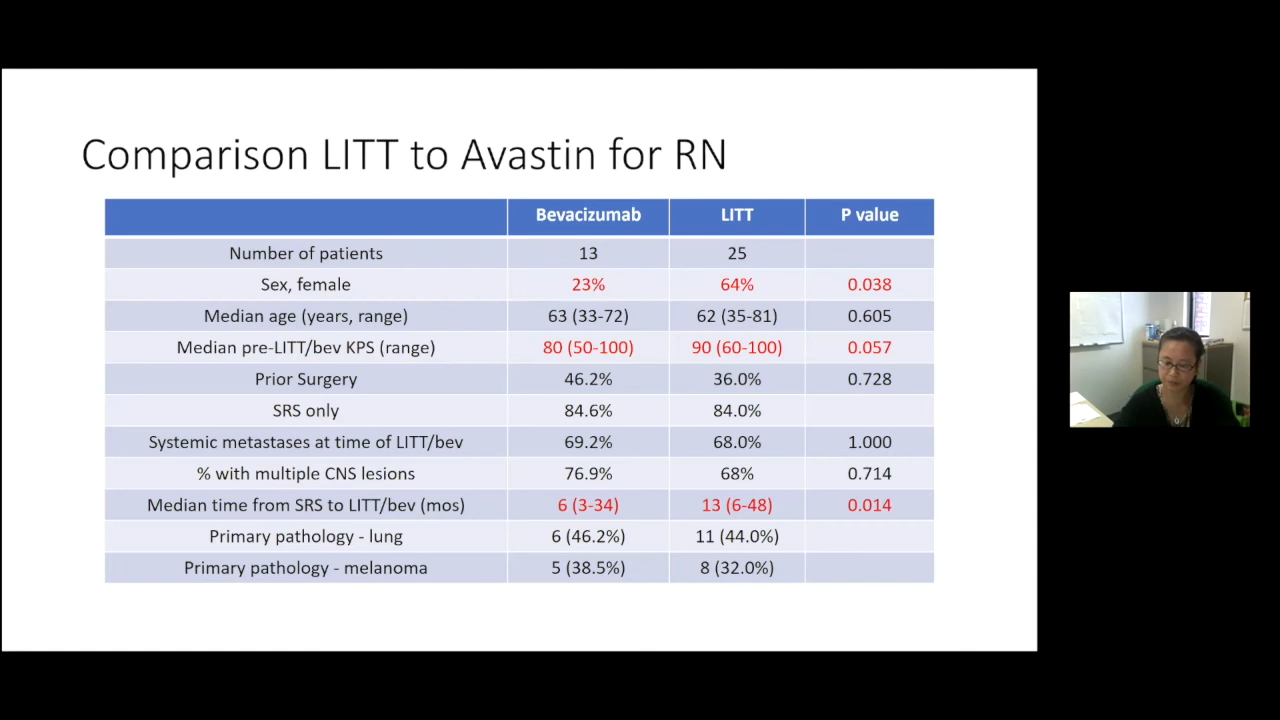 Comparison LITT to Avastin for RN
Bevacizumab LITT P value
Number of patients 13 25
Sex, female 23% 64% 0.038
Median age (years, range) 63 (33-72) 62 (35-81) 0.605
Median pre-LITT/bev KPS (range) 80 (50-100) 90 (60-100) 0.057
Prior Surgery 46.2% 36.0% 0.728
SRS only 84.6% 84.0%
Systemic metastases at time of LITT/bev 69.2% 68.0% 1.000
% with multiple CNS lesions 76.9% 68% 0.714
Median time from SRS to LITT/bev (mos) 6 (3-34) 13 (6-48) 0.014
Primary pathology - lung 6 (46.2%) 11 (44.0%)
Primary pathology - melanoma 5 (38.5%) 8 (32.0%)